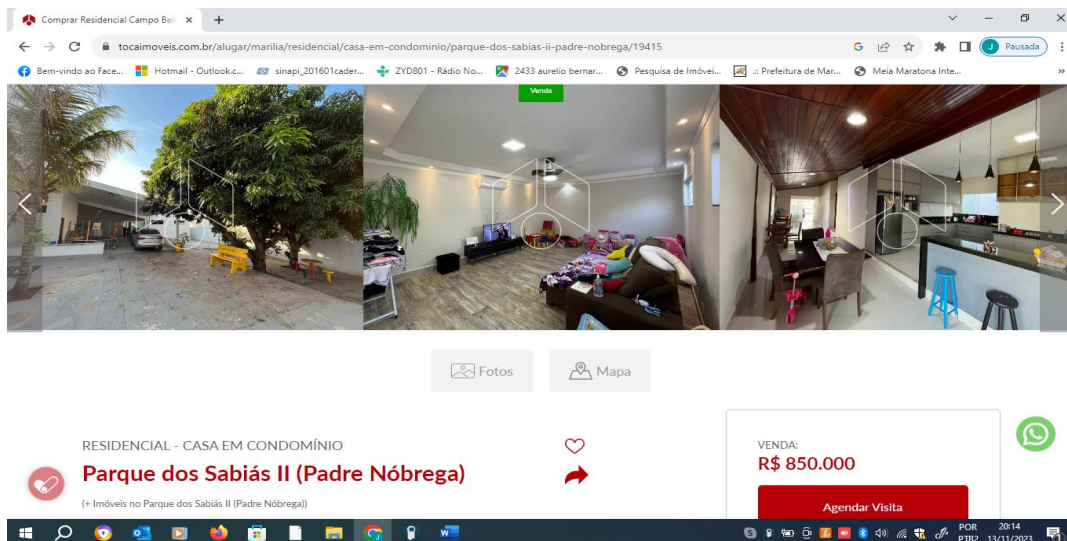 Comprar Residencial Campo Bel
tocaimoveis.com.br/alugar/marilia/residencial/casa-em-condominio/parque-dos-sabias-ii-padre-nobrega/19415
J Pausada
Bem-vindo ao Face... Hotmail - Outlook.c... sinapi_201601cader... ZYD801 - Rádio No... 2433 aurelio bernar... Pesquisa de Imóvei... .:: Prefeitura de Mar... Meia Maratona Inte...
Venda
Fotos Mapa
RESIDENCIAL - CASA EM CONDOMÍNIO
Parque dos Sabiás II (Padre Nóbrega)
(+ Imóveis no Parque dos Sabiás II (Padre Nóbrega))
VENDA:
R$ 850.000
Agendar Visita
POR 20:14
PTB2 13/11/2023